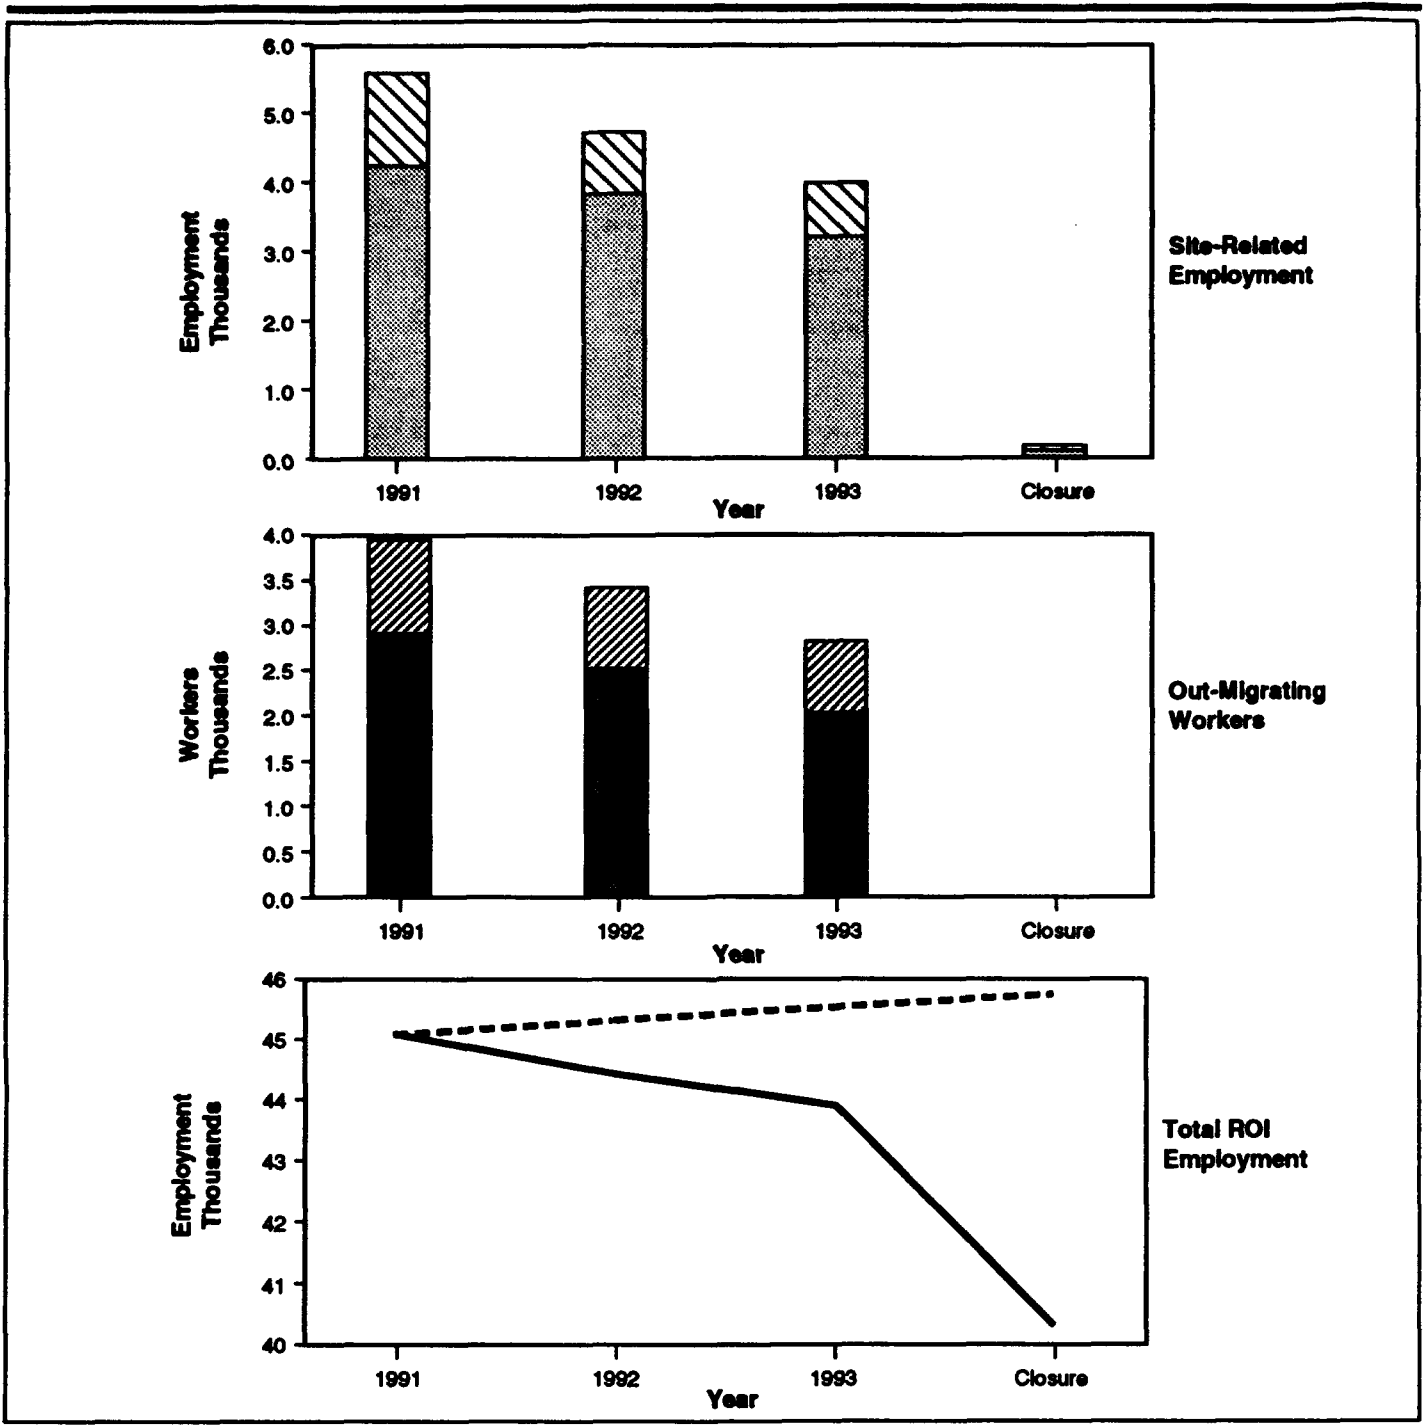 6.0
5.0
4.0
3.0
2.0
1.0
0.0
Employment
Thousands
Site-Related
Employment
1991 1992 1993 Closure
Year
4.0
3.5
3.0
2.5
2.0
1.5
1.0
0.5
0.0
Workers
Thousands
Out-Migrating
Workers
1991 1992 1993 Closure
Year
46
45
44
43
42
41
40
Employment
Thousands
Total ROI
Employment
1991 1992 1993 Closure
Year